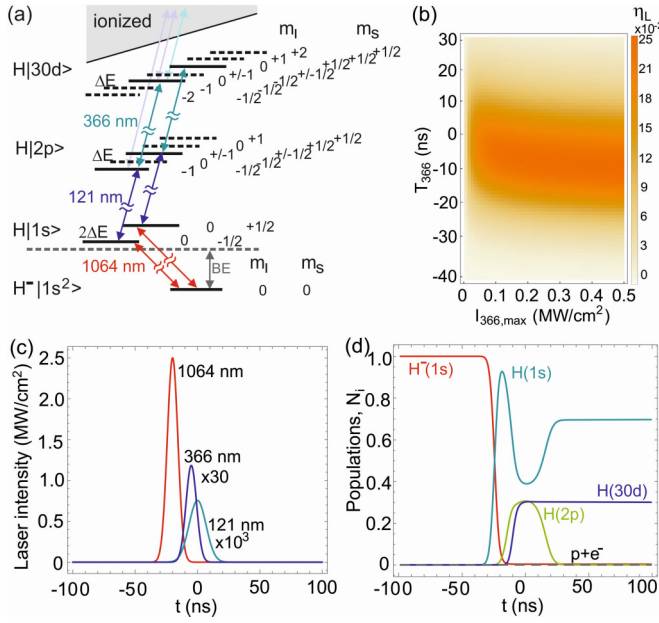 (a)
ionized
m_I m_S
H|30d>
ΔE
-2 -1 0 +/-1 0 +1 +2
-1/2 -1/2 -1/2 +/-1/2 +1/2 +1/2 +1/2
366 nm
H|2p>
ΔE
-1 0 +/-1 0 +1
-1/2 -1/2 +/-1/2 +1/2 +1/2
121 nm
H|1s>
2ΔE
0 0
-1/2 +1/2
1064 nm
BE
m_I m_S
H⁻|1s²>
0 0
(b)
η_L
x10⁻²
25
21
18
15
12
9
6
3
0
T₃₆₆ (ns)
30
20
10
0
-10
-20
-30
-40
0 0.1 0.2 0.3 0.4 0.5
I₃₆₆,max (MW/cm²)
(c)
Laser intensity (MW/cm²)
2.5
2.0
1.5
1.0
0.5
0
1064 nm
366 nm
x30
121 nm
x10³
-100 -50 0 50 100
t (ns)
(d)
Populations, N_i
1.0
0.8
0.6
0.4
0.2
0.0
H⁻(1s)
H(1s)
H(30d)
H(2p)
p+e⁻
-100 -50 0 50 100
t (ns)